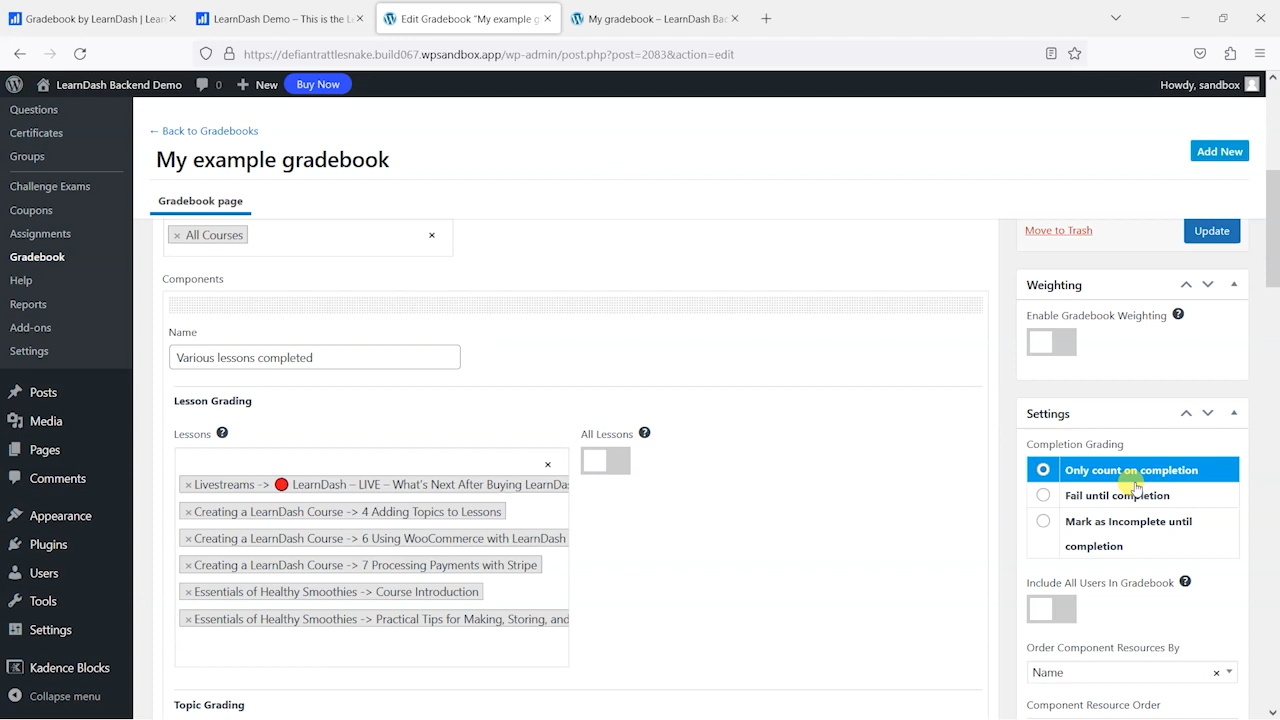 Gradebook by LearnDash | Lear
LearnDash Demo – This is the L
Edit Gradebook "My example g
My gradebook – LearnDash Bac
https://defiantrattlesnake.build067.wpsandbox.app/wp-admin/post.php?post=2083&action=edit
LearnDash Backend Demo
0
New
Buy Now
Howdy, sandbox
Questions
Certificates
Groups
Challenge Exams
Coupons
Assignments
Gradebook
Help
Reports
Add-ons
Settings
Posts
Media
Pages
Comments
Appearance
Plugins
Users
Tools
Settings
Kadence Blocks
Collapse menu
← Back to Gradebooks
My example gradebook
Add New
Gradebook page
× All Courses ×
Components
Name
Various lessons completed
Lesson Grading
Lessons ?
All Lessons ?
×
× Livestreams -> 🔴 LearnDash – LIVE – What's Next After Buying LearnDa
× Creating a LearnDash Course -> 4 Adding Topics to Lessons
× Creating a LearnDash Course -> 6 Using WooCommerce with LearnDash
× Creating a LearnDash Course -> 7 Processing Payments with Stripe
× Essentials of Healthy Smoothies -> Course Introduction
× Essentials of Healthy Smoothies -> Practical Tips for Making, Storing, and
Topic Grading
Move to Trash
Update
Weighting
Enable Gradebook Weighting ?
Settings
Completion Grading
Only count on completion
Fail until completion
Mark as Incomplete until
completion
Include All Users In Gradebook ?
Order Component Resources By
Name ×
Component Resource Order